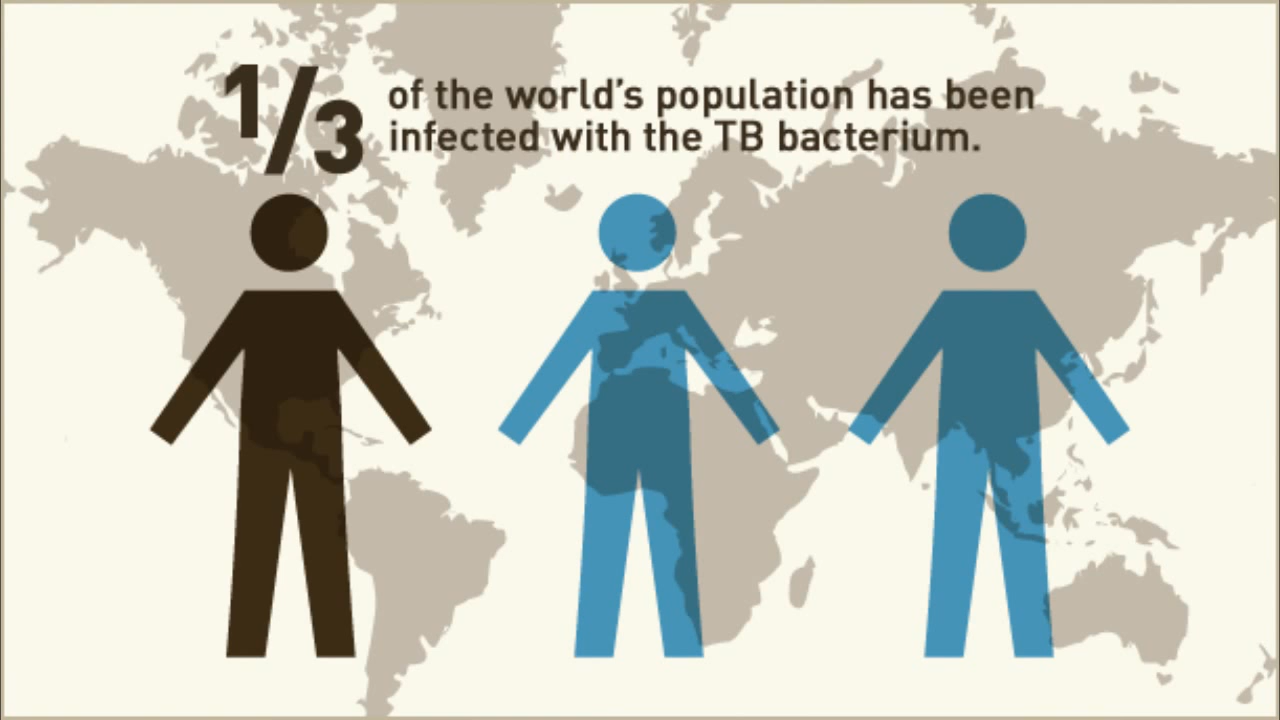 1/3 of the world's population has been
infected with the TB bacterium.